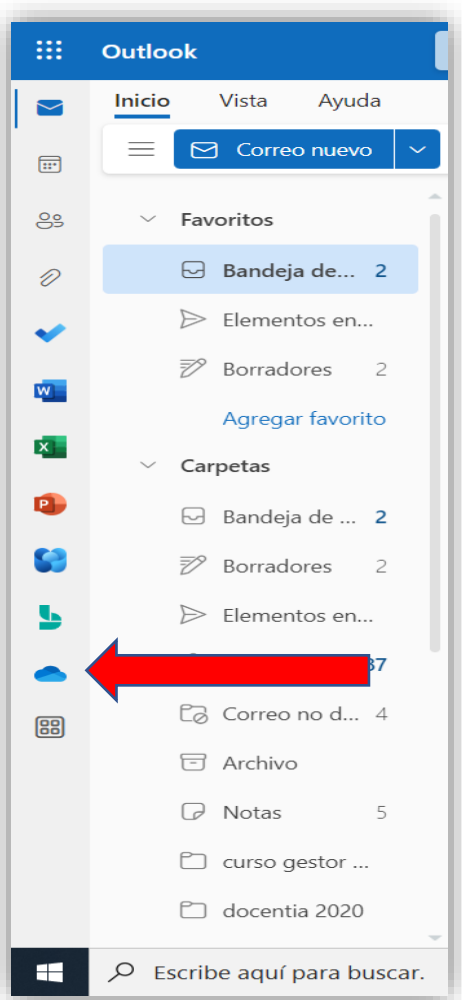 Outlook
Inicio Vista Ayuda
Correo nuevo
Favoritos
Bandeja de... 2
Elementos en...
Borradores 2
Agregar favorito
Carpetas
Bandeja de ... 2
Borradores 2
Elementos en...
37
Correo no d... 4
Archivo
Notas 5
curso gestor ...
docentia 2020
Escribe aquí para buscar.